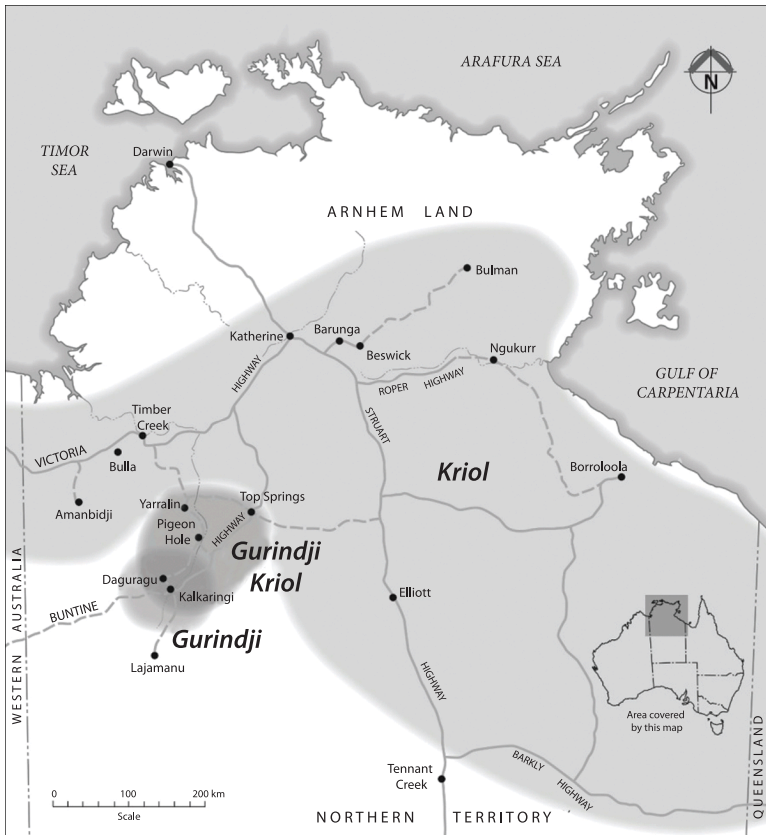 ARAFURA SEA
N
TIMOR
SEA
Darwin
ARNHEM LAND
Bulman
Katherine
Barunga
Beswick
Ngukurr
HIGHWAY
ROPER HIGHWAY
GULF OF
CARPENTARIA
STRUART
Timber
Creek
VICTORIA
Bulla
Kriol
Borroloola
Amanbidji
Yarralin
Top Springs
Pigeon
Hole
HIGHWAY
Gurindji
Kriol
Daguragu
Kalkaringi
BUNTINE
Elliott
Gurindji
Lajamanu
WESTERN AUSTRALIA
HIGHWAY
Area covered
by this map
QUEENSLAND
BARKLY
HIGHWAY
Tennant
Creek
0 100 200 km
Scale
NORTHERN TERRITORY